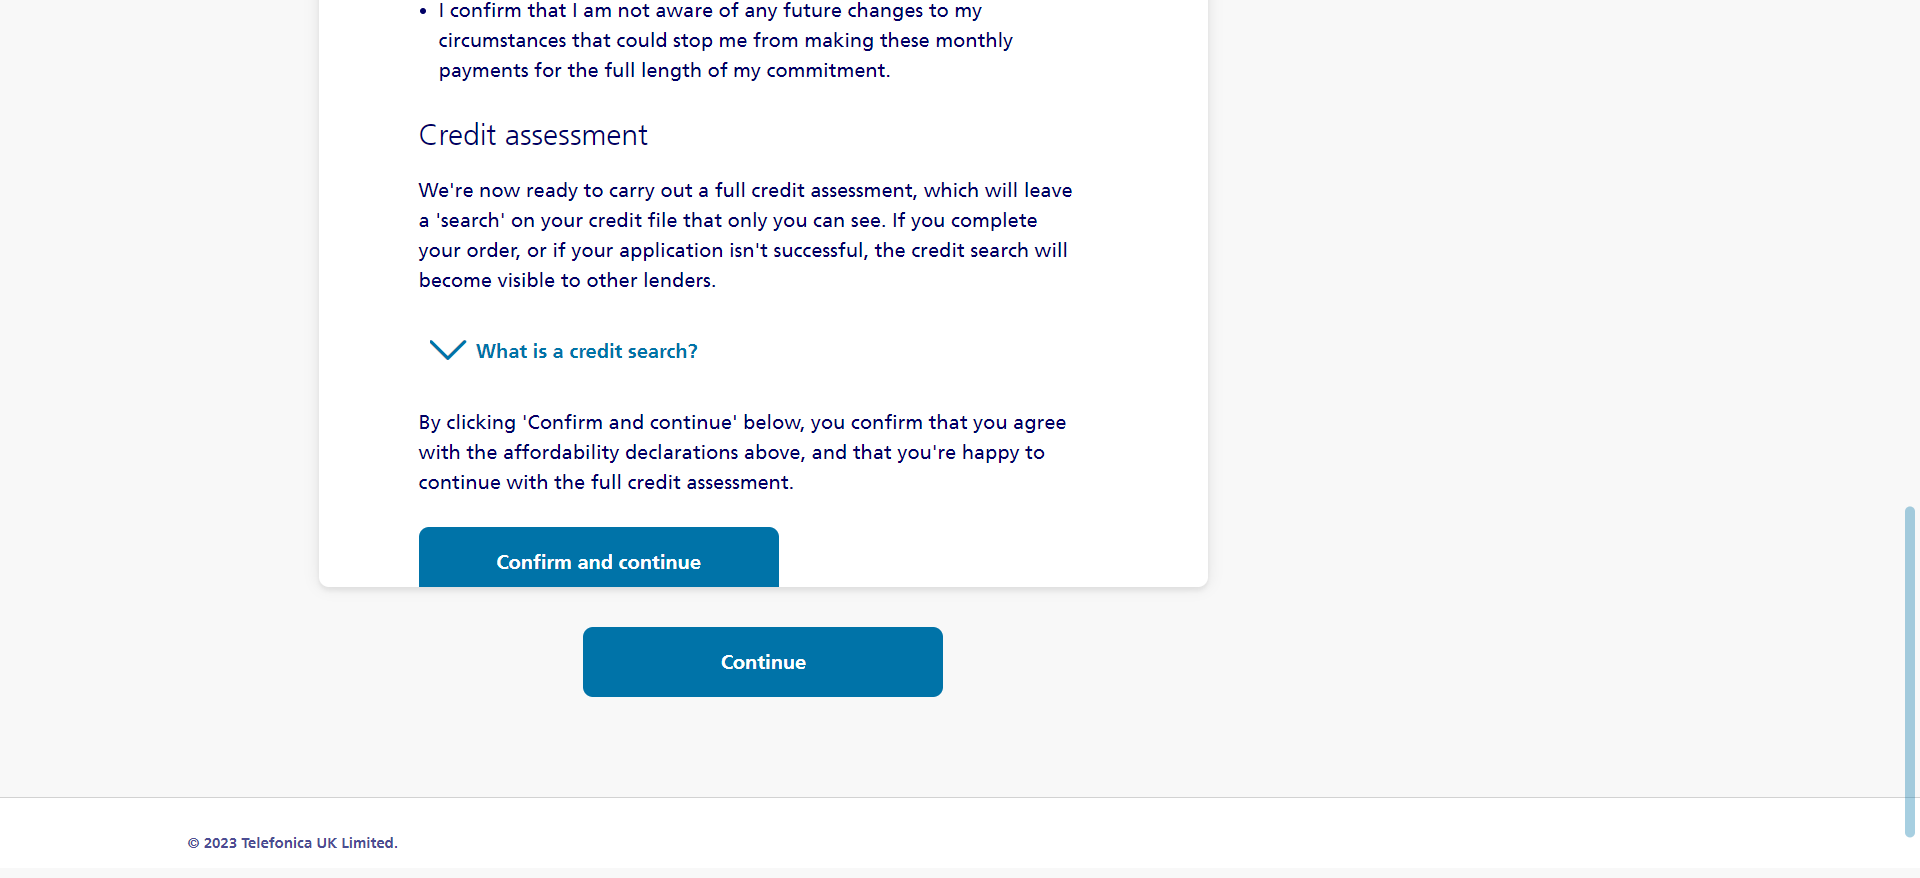 • I confirm that I am not aware of any future changes to my
circumstances that could stop me from making these monthly
payments for the full length of my commitment.
Credit assessment
We're now ready to carry out a full credit assessment, which will leave
a 'search' on your credit file that only you can see. If you complete
your order, or if your application isn't successful, the credit search will
become visible to other lenders.
What is a credit search?
By clicking 'Confirm and continue' below, you confirm that you agree
with the affordability declarations above, and that you're happy to
continue with the full credit assessment.
Confirm and continue
Continue
© 2023 Telefonica UK Limited.